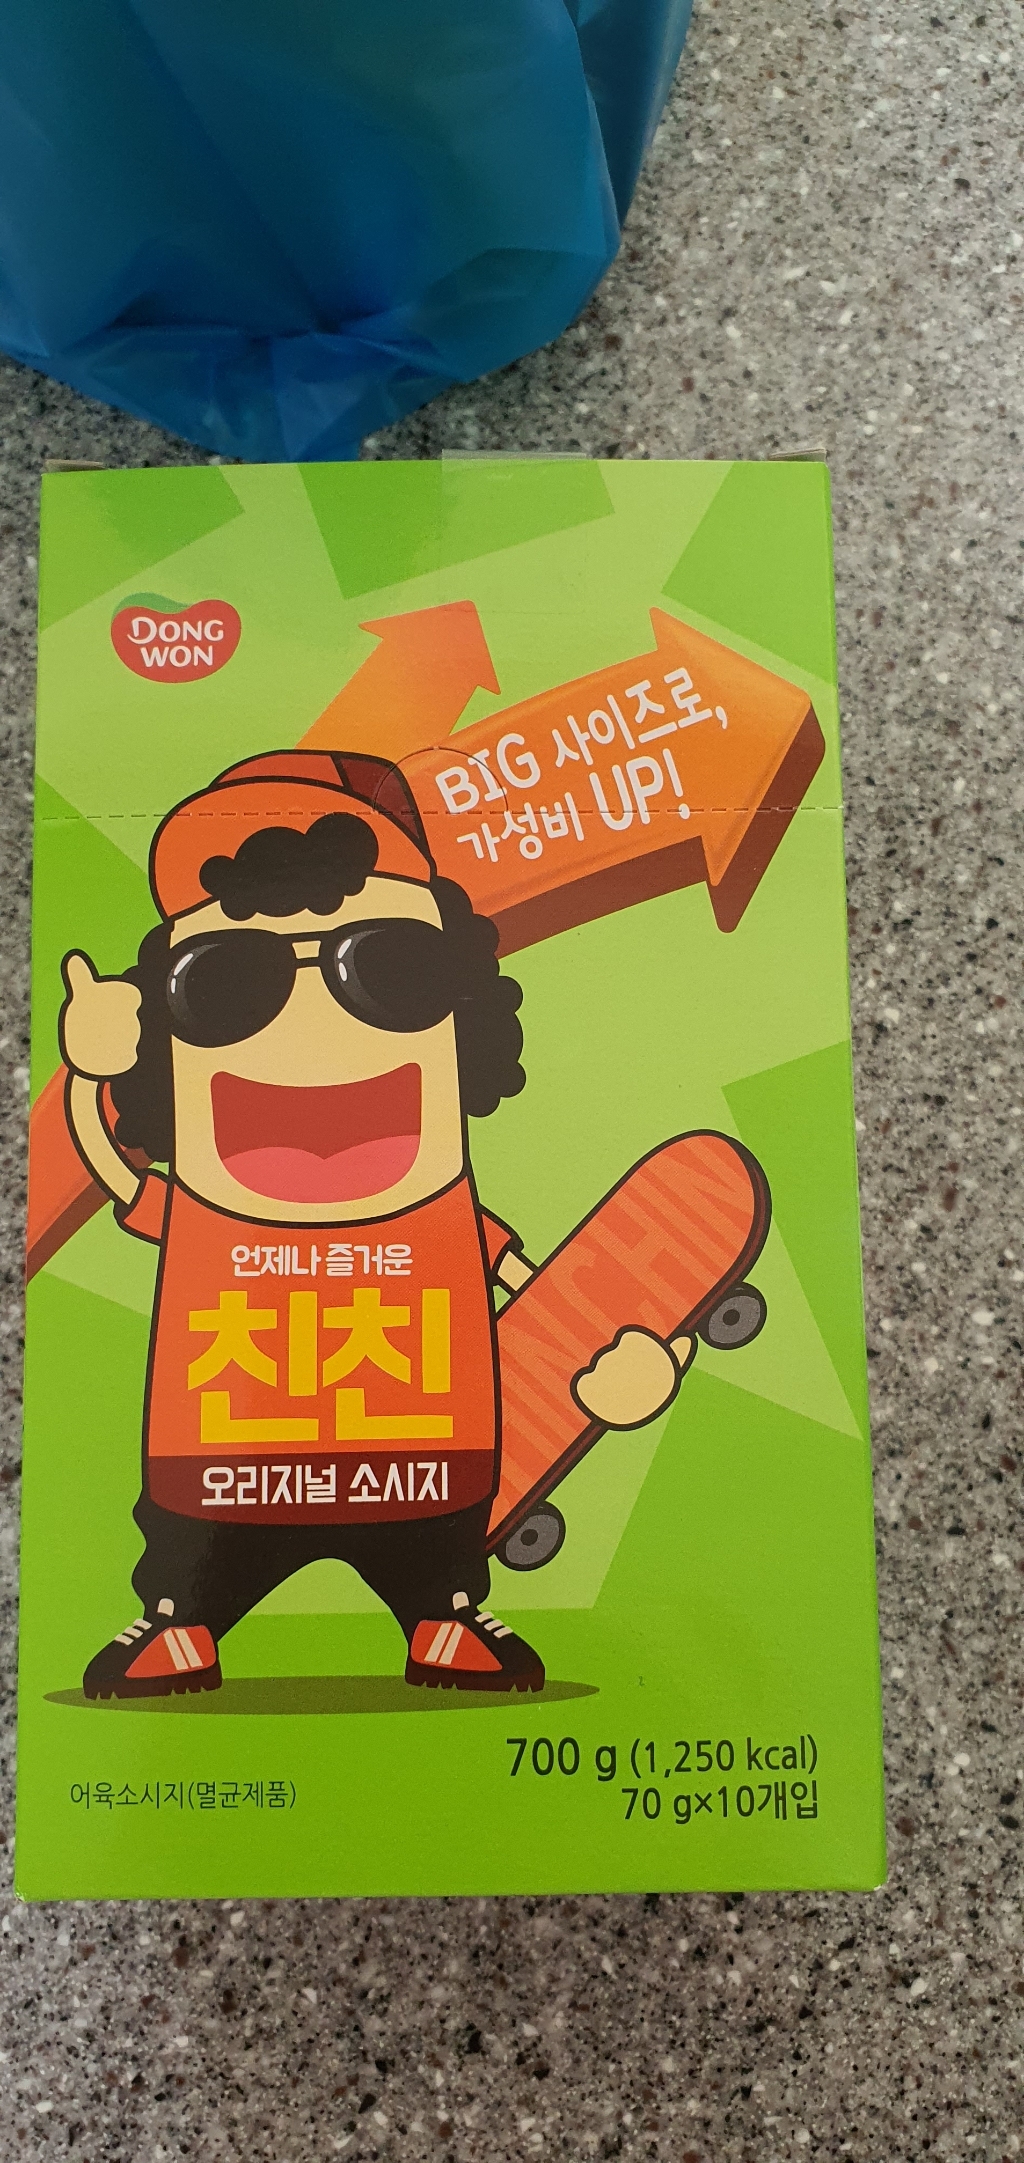 DONG
WON
BIG 사이즈로,
가성비 UP!
언제나 즐거운
친친
오리지널 소시지
CHINCHIN
700 g (1,250 kcal)
70 g×10개입
어육소시지(멸균제품)